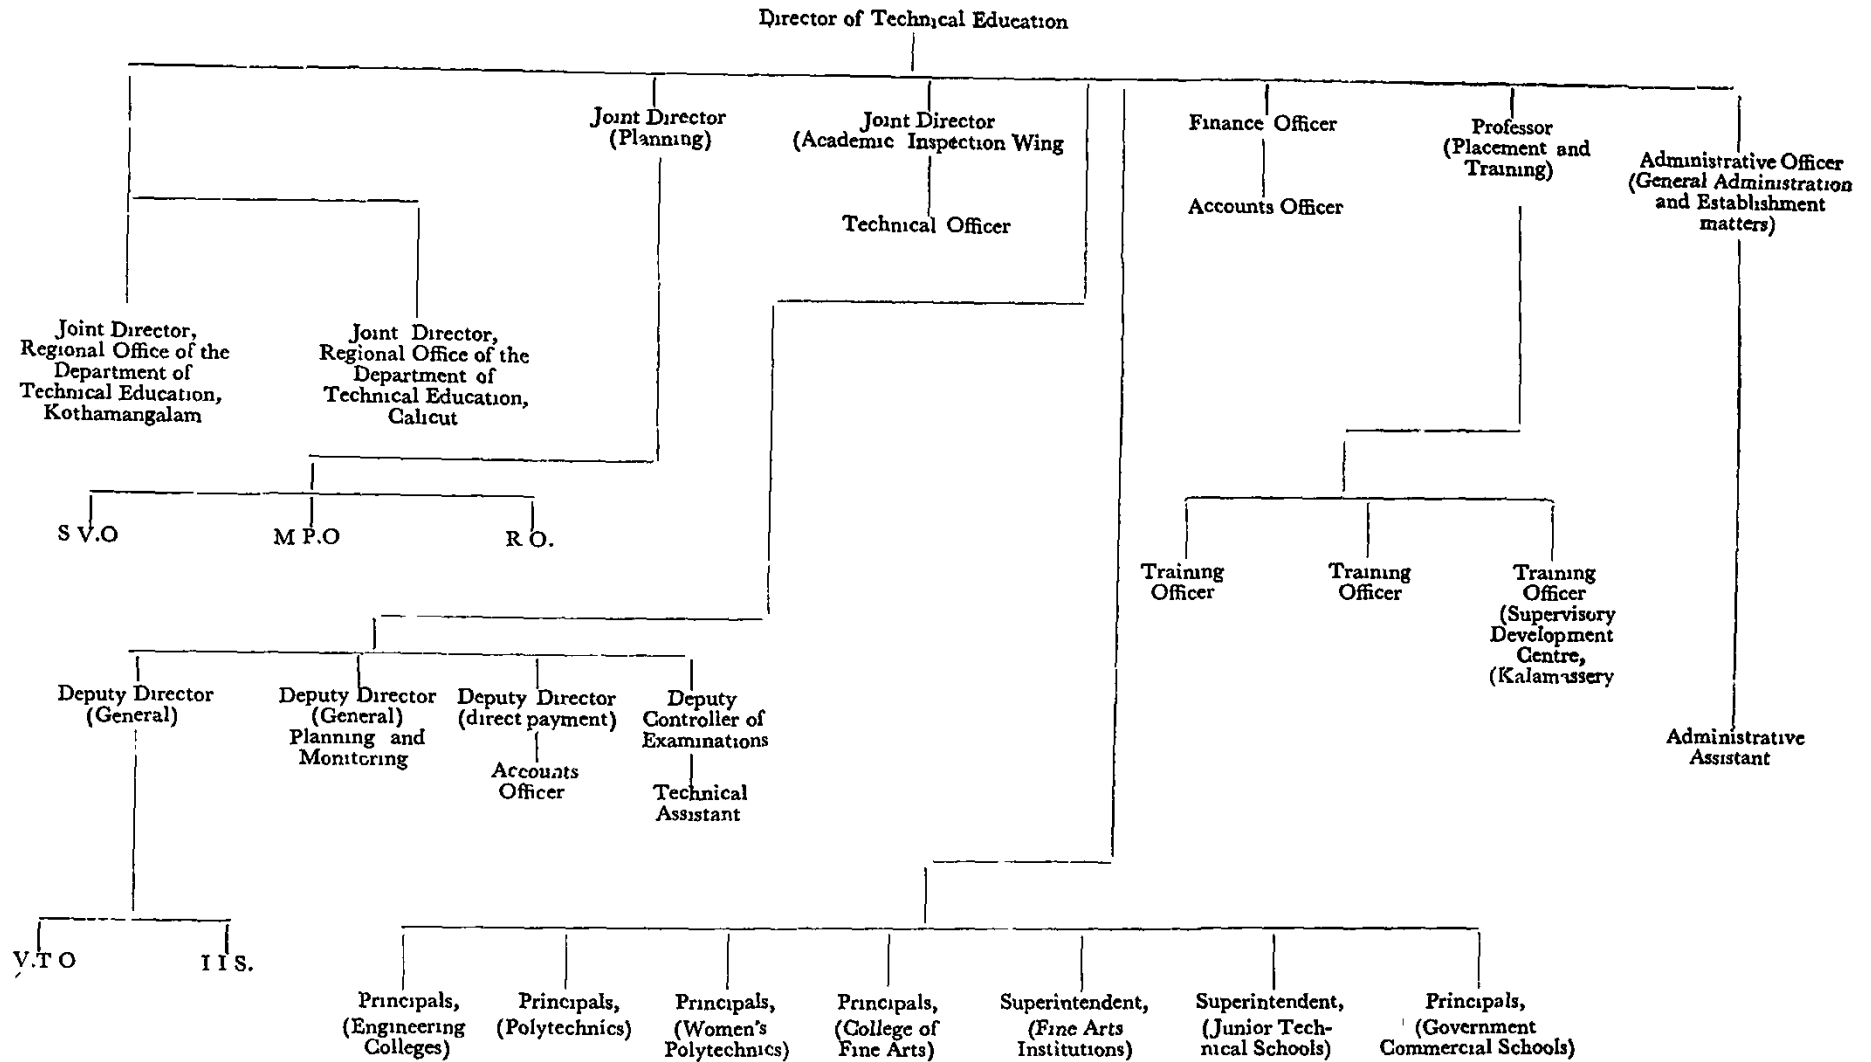 Director of Technical Education
Joint Director
(Planning)
Joint Director
(Academic Inspection Wing
Technical Officer
Finance Officer
Accounts Officer
Professor
(Placement and
Training)
Administrative Officer
(General Administration
and Establishment
matters)
Joint Director,
Regional Office of the
Department of
Technical Education,
Kothamangalam
Joint Director,
Regional Office of the
Department of
Technical Education,
Calicut
S V.O
M P.O
R O.
Training
Officer
Training
Officer
Training
Officer
(Supervisory
Development
Centre,
(Kalamassery
Deputy Director
(General)
Deputy Director
(General)
Planning and
Monitoring
Deputy Director
(direct payment)
Accounts
Officer
Deputy
Controller of
Examinations
Technical
Assistant
Administrative
Assistant
V.T O
I I S.
Principals,
(Engineering
Colleges)
Principals,
(Polytechnics)
Principals,
(Women's
Polytechnics)
Principals,
(College of
Fine Arts)
Superintendent,
(Fine Arts
Institutions)
Superintendent,
(Junior Tech-
nical Schools)
Principals,
(Government
Commercial Schools)